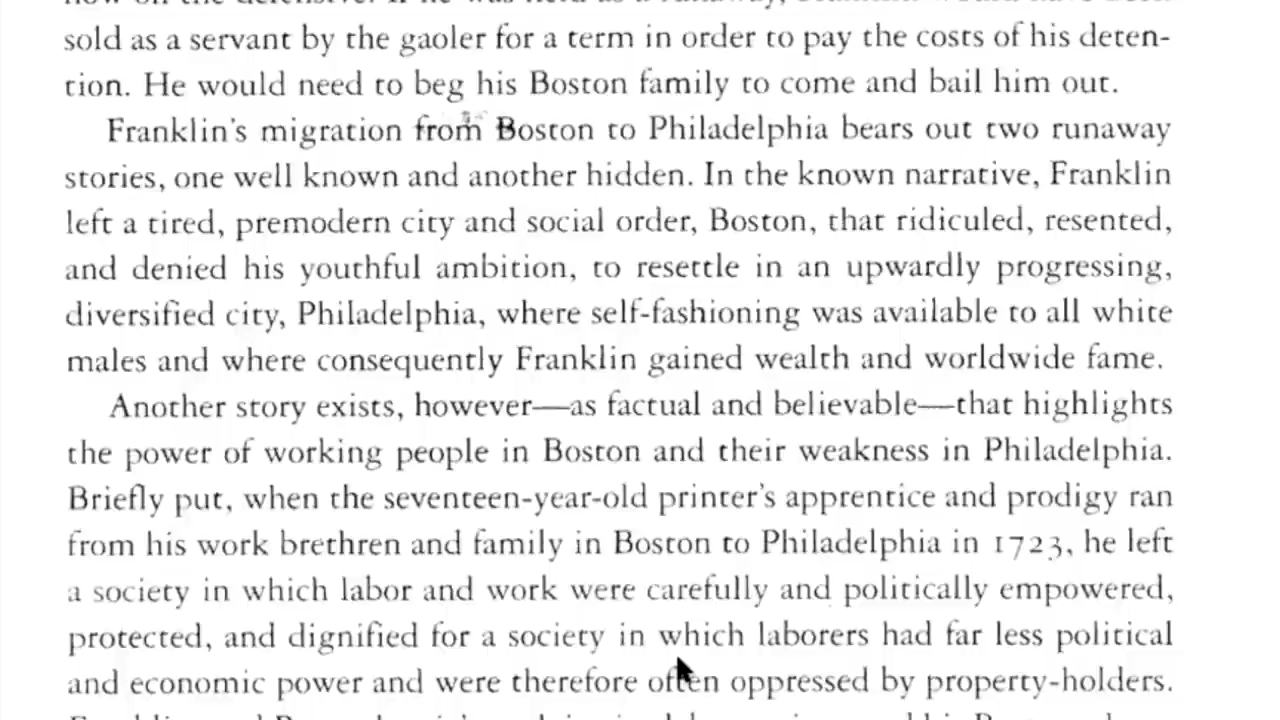 sold as a servant by the gaoler for a term in order to pay the costs of his deten-
tion. He would need to beg his Boston family to come and bail him out.
Franklin's migration from Boston to Philadelphia bears out two runaway
stories, one well known and another hidden. In the known narrative, Franklin
left a tired, premodern city and social order, Boston, that ridiculed, resented,
and denied his youthful ambition, to resettle in an upwardly progressing,
diversified city, Philadelphia, where self-fashioning was available to all white
males and where consequently Franklin gained wealth and worldwide fame.
Another story exists, however—as factual and believable—that highlights
the power of working people in Boston and their weakness in Philadelphia.
Briefly put, when the seventeen-year-old printer's apprentice and prodigy ran
from his work brethren and family in Boston to Philadelphia in 1723, he left
a society in which labor and work were carefully and politically empowered,
protected, and dignified for a society in which laborers had far less political
and economic power and were therefore often oppressed by property-holders.